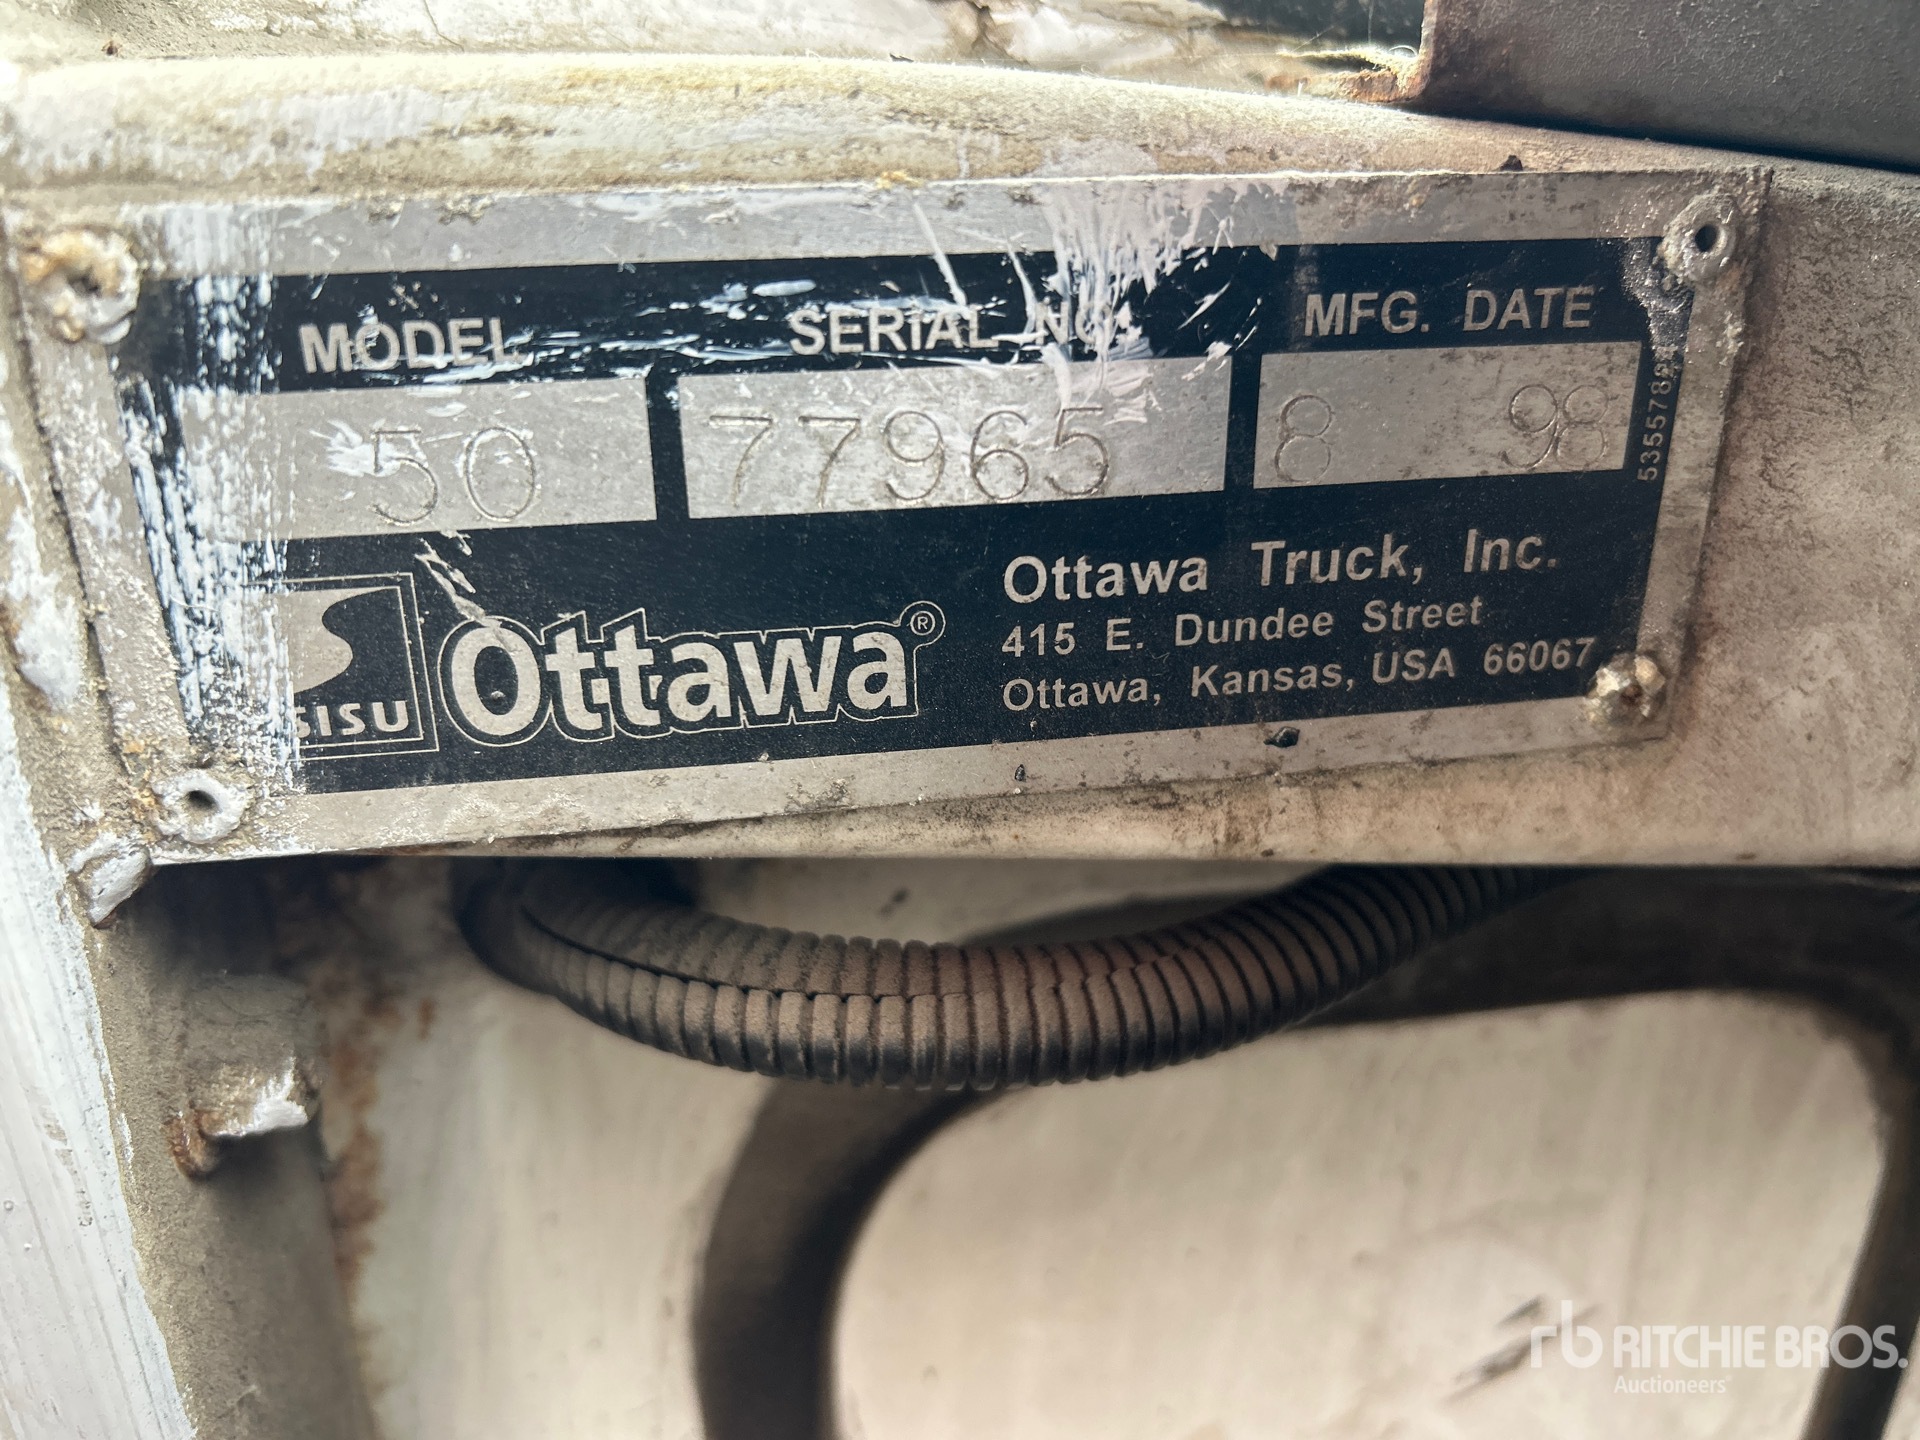 MODEL SERIAL NO. MFG. DATE
50 77965 8 98
SISU Ottawa®
Ottawa Truck, Inc.
415 E. Dundee Street
Ottawa, Kansas, USA 66067
rb RITCHIE BROS.
Auctioneers